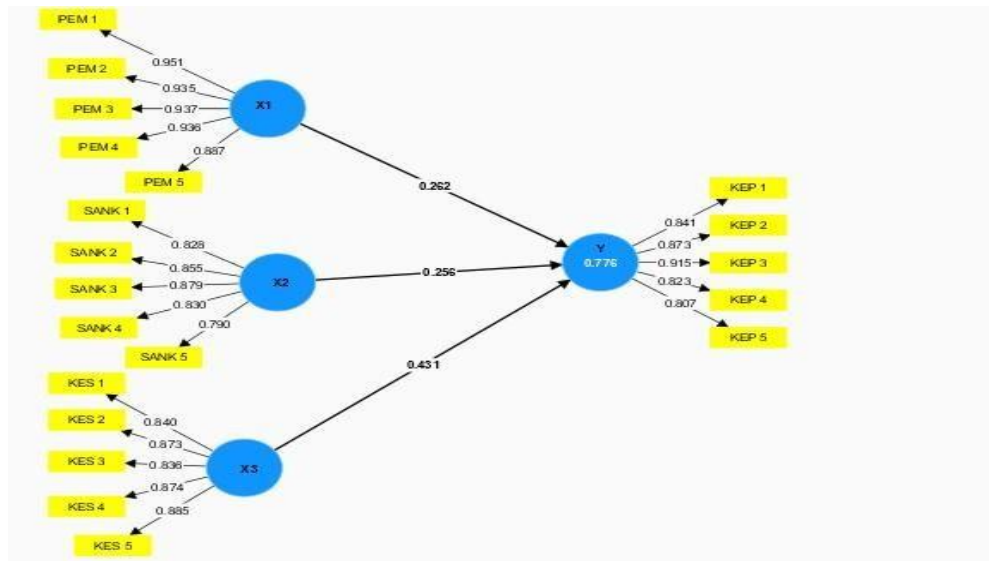 PEM 1
0.951
PEM 2
0.935
PEM 3
0.937
PEM 4
0.936
PEM 5
0.887
X1
0.262
SANK 1
0.828
SANK 2
0.855
SANK 3
0.879
SANK 4
0.830
SANK 5
0.790
X2
0.256
KES 1
0.840
KES 2
0.873
KES 3
0.836
KES 4
0.874
KES 5
0.885
X3
0.431
Y
0.776
KEP 1
0.841
KEP 2
0.873
KEP 3
0.915
KEP 4
0.823
KEP 5
0.807